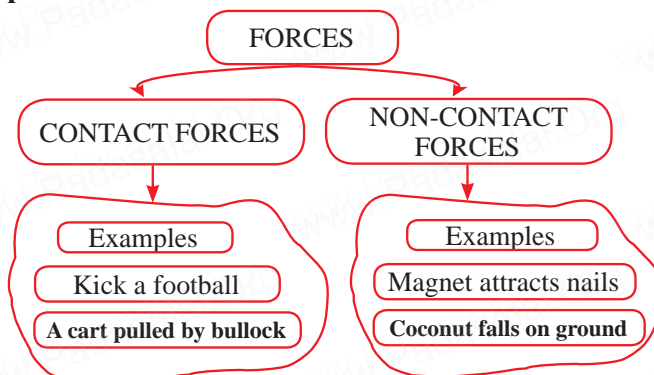 FORCES
CONTACT FORCES
NON-CONTACT
FORCES
Examples
Kick a football
A cart pulled by bullock
Examples
Magnet attracts nails
Coconut falls on ground